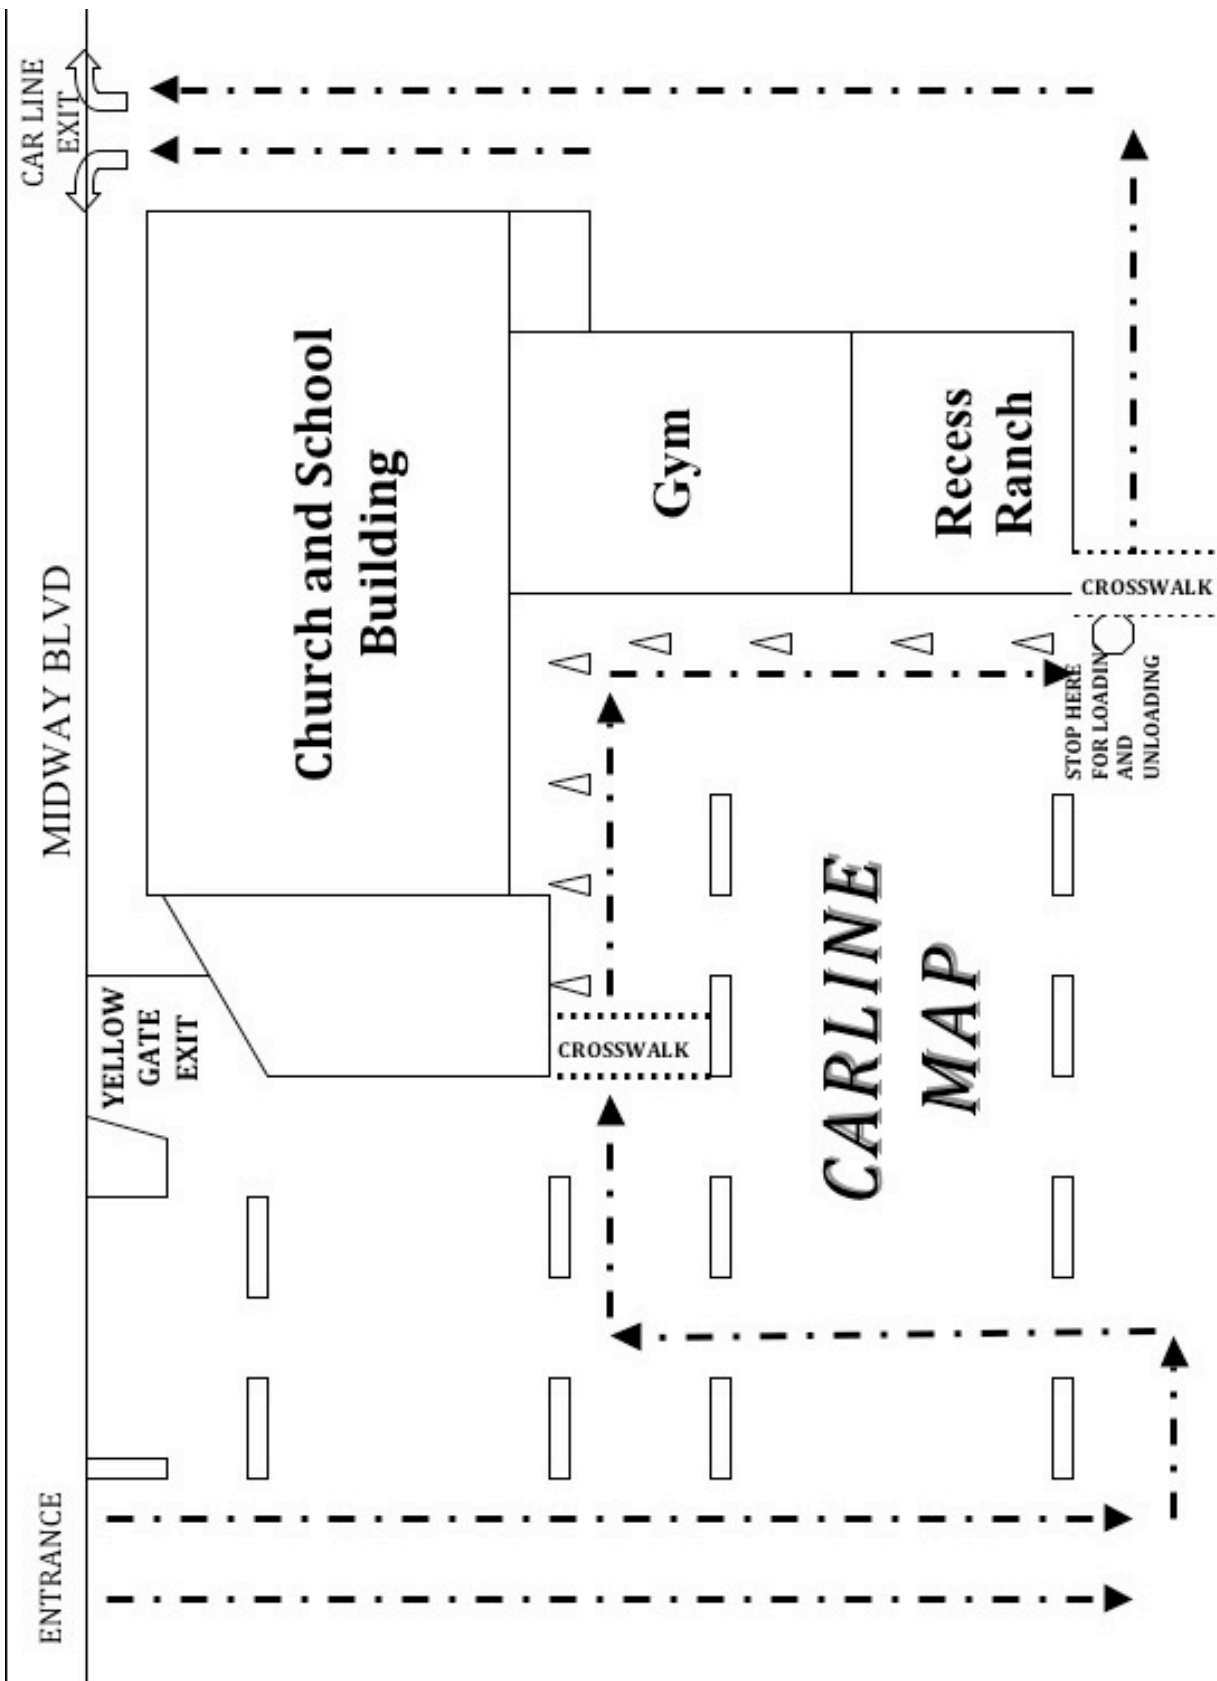 MIDWAY BLVD
ENTRANCE
YELLOW
GATE
EXIT
CAR LINE
EXIT
Church and School
Building
Gym
Recess
Ranch
CROSSWALK
CARLINE
MAP
STOP HERE
FOR LOADIN
AND
UNLOADING
CROSSWALK